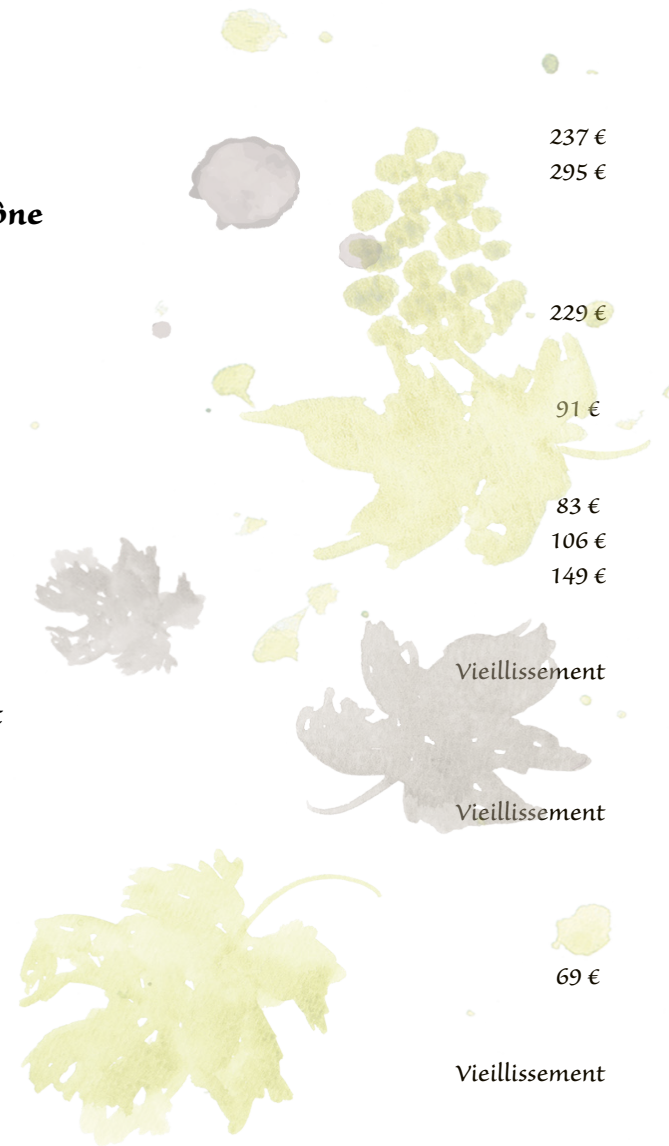 237 €
295 €
ône
229 €
91 €
83 €
106 €
149 €
Vieillissement
Vieillissement
69 €
Vieillissement